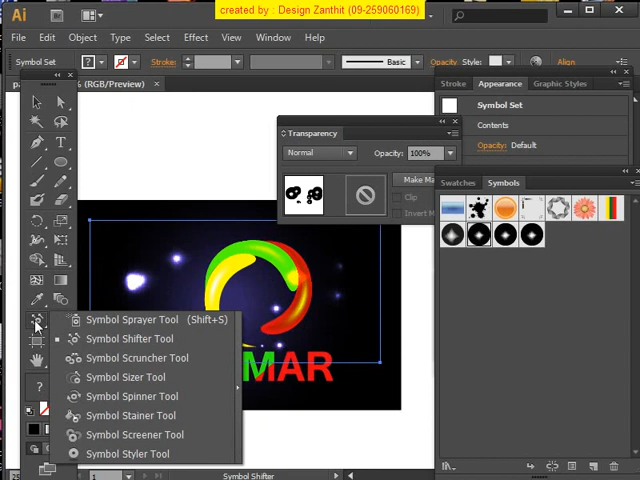 created by : Design Zanthit (09-259060169)
Ai
Br
File Edit Object Type Select Effect View Window Help
Symbol Set
Stroke:
Basic
Opacity
Style:
Align
% (RGB/Preview)
Transparency
Normal
Opacity:
100%
Clip
Stroke
Appearance
Graphic Styles
Symbol Set
Contents
Opacity: Default
Swatches
Symbols
Symbol Sprayer Tool (Shift+S)
Symbol Shifter Tool
Symbol Scruncher Tool
Symbol Sizer Tool
Symbol Spinner Tool
Symbol Stainer Tool
Symbol Screener Tool
Symbol Styler Tool
MAR
1
Symbol Shifter